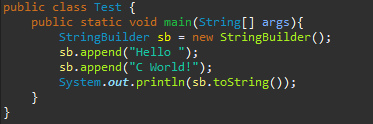 public class Test {
    public static void main(String[] args){
        StringBuilder sb = new StringBuilder();
        sb.append("Hello ");
        sb.append("C World!");
        System.out.println(sb.toString());
    }
}